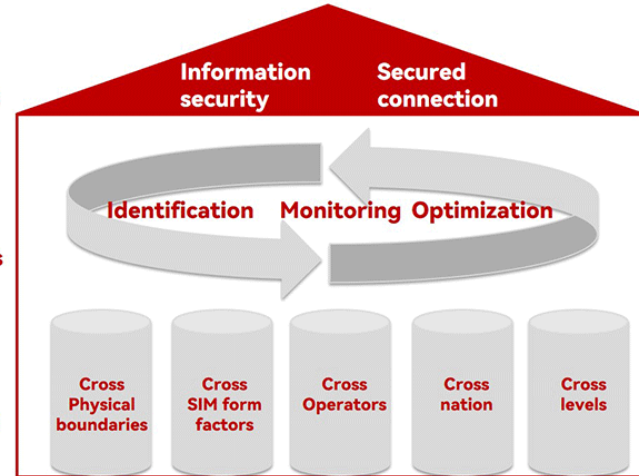 Information
security
Secured
connection
Identification Monitoring Optimization
Cross
Physical
boundaries
Cross
SIM form
factors
Cross
Operators
Cross
nation
Cross
levels